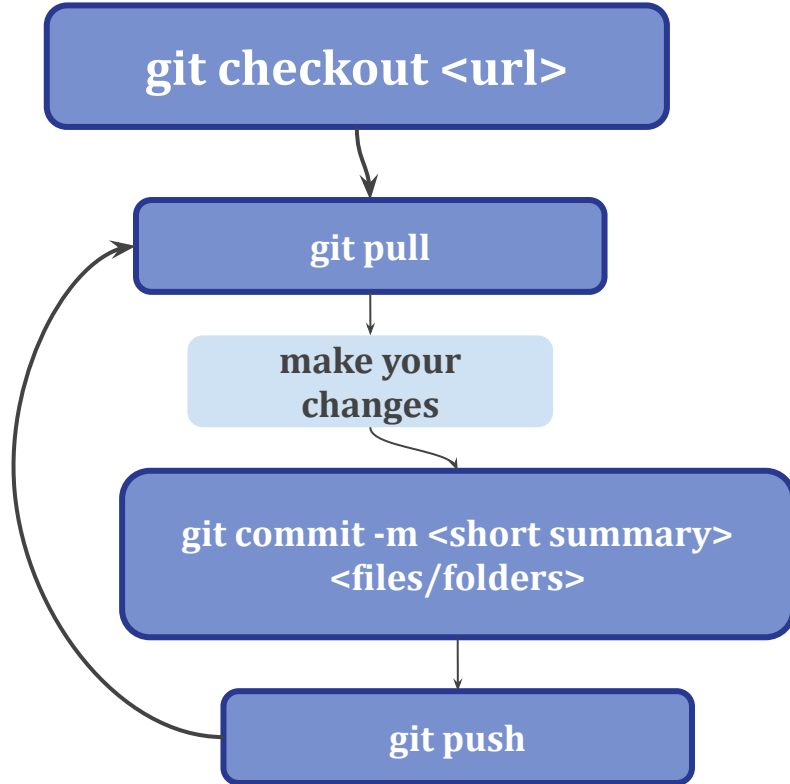 git checkout <url>
git pull
make your
changes
git commit -m <short summary>
<files/folders>
git push